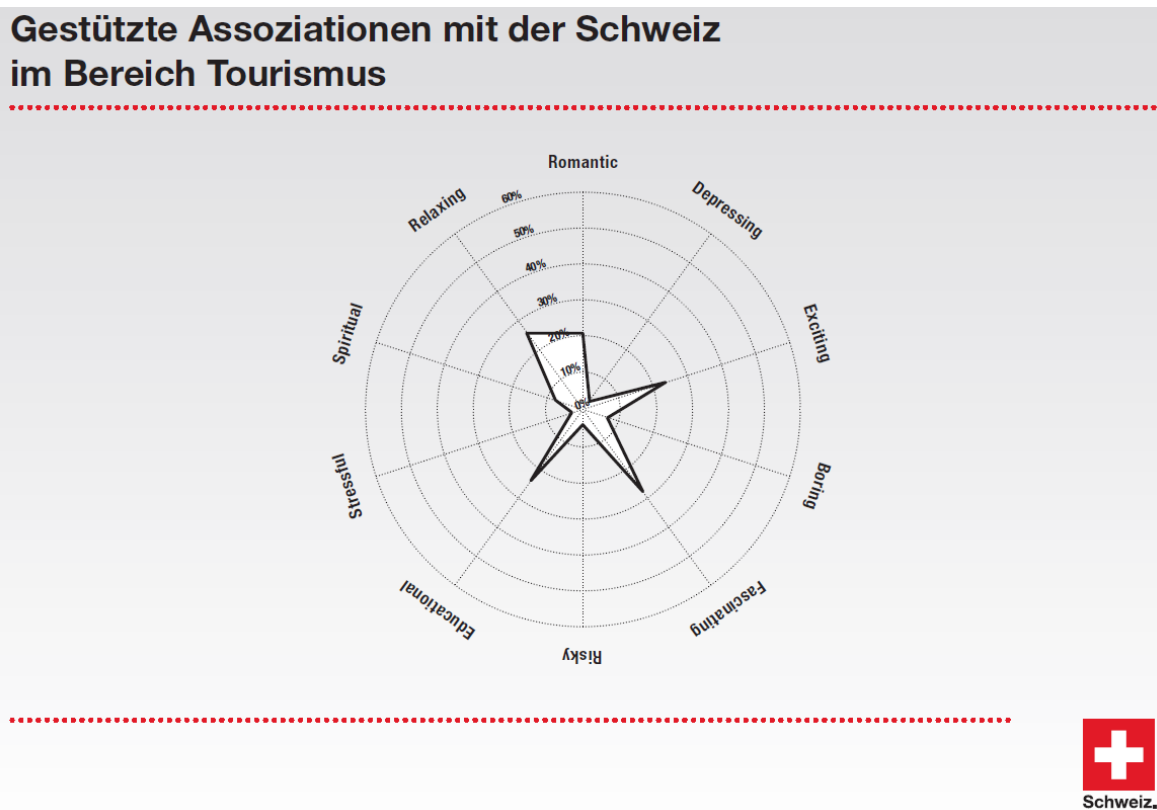 Gestützte Assoziationen mit der Schweiz
im Bereich Tourismus
Romantic
Depressing
Exciting
Boring
Fascinating
Risky
Educational
Stressful
Spiritual
Relaxing
60%
50%
40%
30%
20%
10%
0%
Schweiz.